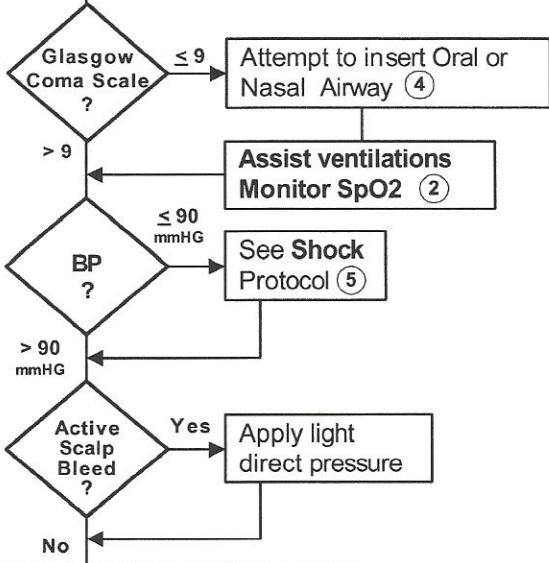 Glasgow
Coma Scale
?
≤ 9
Attempt to insert Oral or
Nasal Airway ④
> 9
Assist ventilations
Monitor SpO2 ②
≤ 90
mmHG
BP
?
See Shock
Protocol ⑤
> 90
mmHG
Active
Scalp
Bleed
?
Yes
Apply light
direct pressure
No